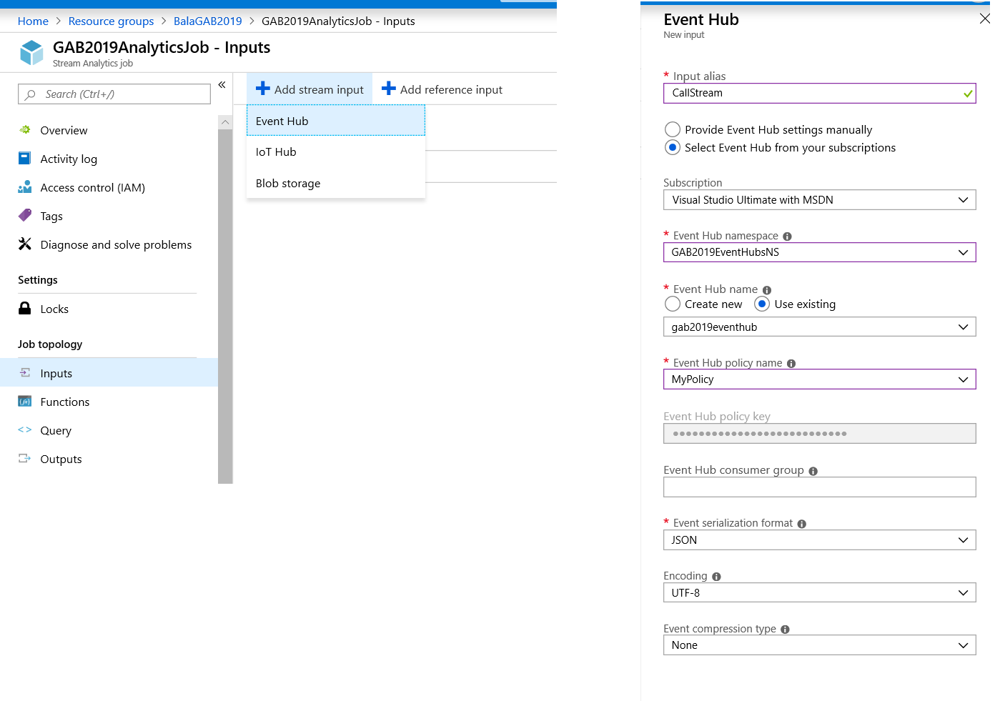 Home > Resource groups > BalaGAB2019 > GAB2019AnalyticsJob - Inputs
GAB2019AnalyticsJob - Inputs
Stream Analytics job
Search (Ctrl+/)
Overview
Activity log
Access control (IAM)
Tags
Diagnose and solve problems
Settings
Locks
Job topology
Inputs
Functions
Query
Outputs
Add stream input
Add reference input
Event Hub
IoT Hub
Blob storage
Event Hub
New input
* Input alias
CallStream
Provide Event Hub settings manually
Select Event Hub from your subscriptions
Subscription
Visual Studio Ultimate with MSDN
* Event Hub namespace
GAB2019EventHubsNS
* Event Hub name
Create new Use existing
gab2019eventhub
* Event Hub policy name
MyPolicy
Event Hub policy key
Event Hub consumer group
* Event serialization format
JSON
Encoding
UTF-8
Event compression type
None